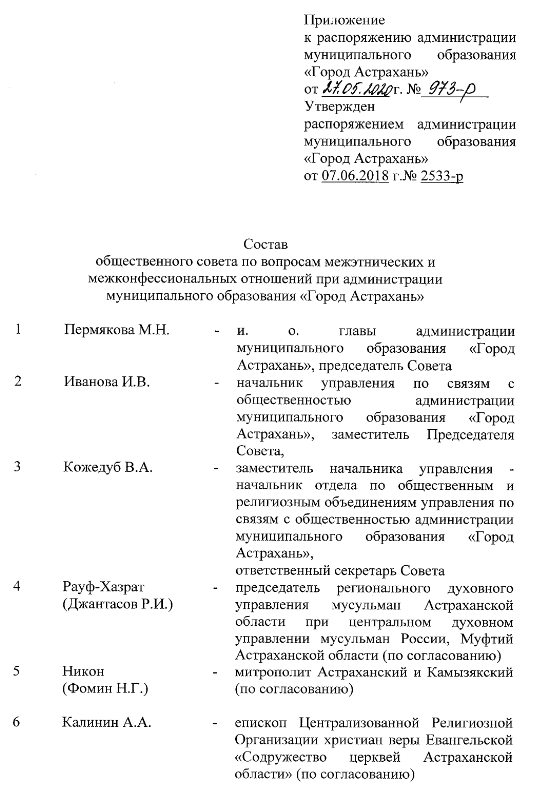 Приложение
к распоряжению администрации
муниципального образования
«Город Астрахань»
от 27.05.2020 г. № 973-р
Утвержден
распоряжением администрации
муниципального образования
«Город Астрахань»
от 07.06.2018 г.№ 2533-р
Состав
общественного совета по вопросам межэтнических и
межконфессиональных отношений при администрации
муниципального образования «Город Астрахань»
1 Пермякова М.Н. - и. о. главы администрации
муниципального образования «Город
Астрахань», председатель Совета
2 Иванова И.В. - начальник управления по связям с
общественностью администрации
муниципального образования «Город
Астрахань», заместитель Председателя
Совета,
3 Кожедуб В.А. - заместитель начальника управления -
начальник отдела по общественным и
религиозным объединениям управления по
связям с общественностью администрации
муниципального образования «Город
Астрахань»,
ответственный секретарь Совета
4 Рауф-Хазрат - председатель регионального духовного
(Джантасов Р.И.) управления мусульман Астраханской
области при центральном духовном
управлении мусульман России, Муфтий
Астраханской области (по согласованию)
5 Никон - митрополит Астраханский и Камызякский
(Фомин Н.Г.) (по согласованию)
6 Калинин А.А. - епископ Централизованной Религиозной
Организации христиан веры Евангельской
«Содружество церквей Астраханской
области» (по согласованию)